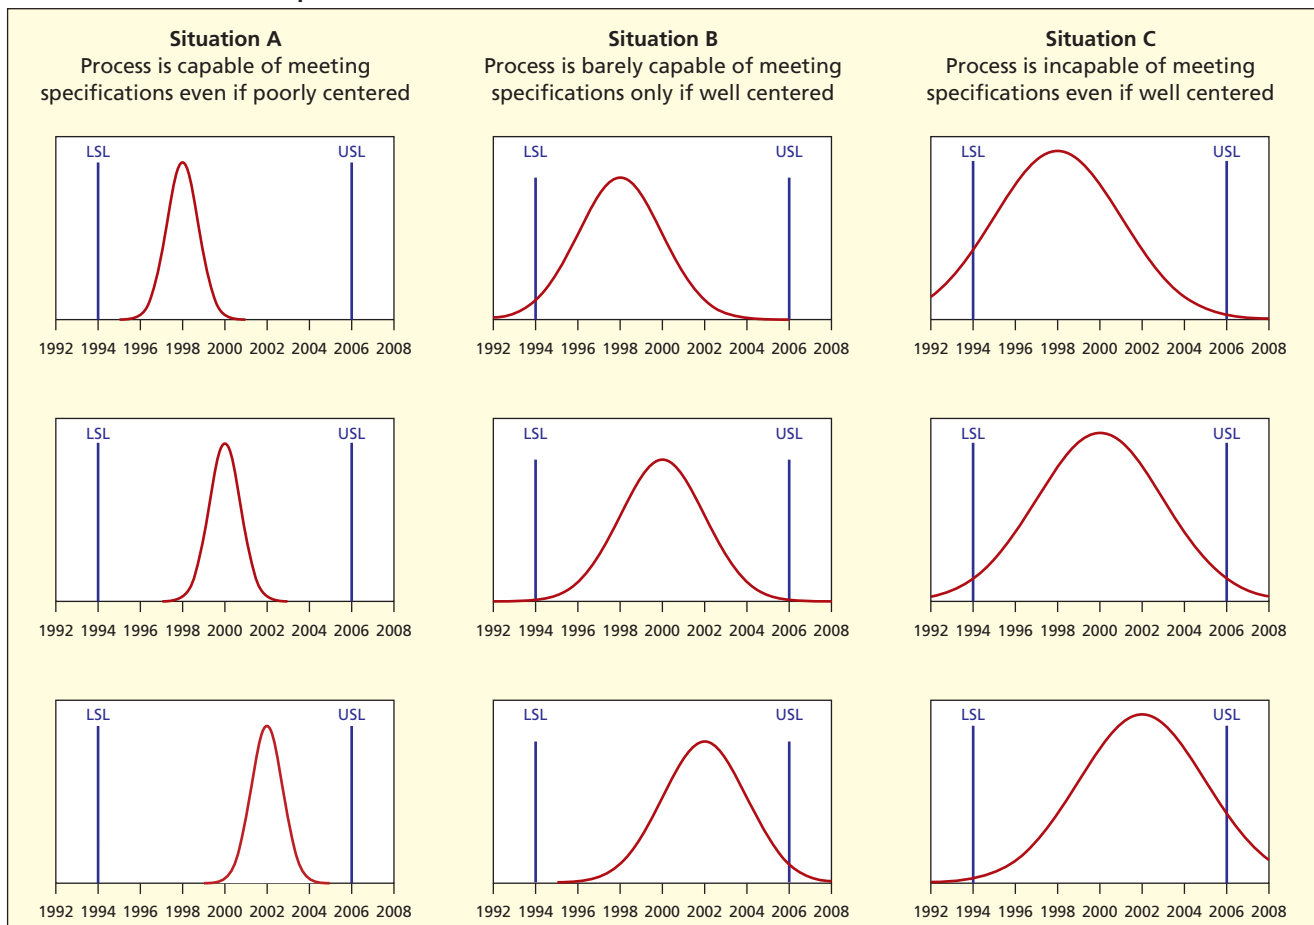 Situation A
Process is capable of meeting
specifications even if poorly centered
Situation B
Process is barely capable of meeting
specifications only if well centered
Situation C
Process is incapable of meeting
specifications even if well centered
LSL USL
1992 1994 1996 1998 2000 2002 2004 2006 2008
LSL USL
1992 1994 1996 1998 2000 2002 2004 2006 2008
LSL USL
1992 1994 1996 1998 2000 2002 2004 2006 2008
LSL USL
1992 1994 1996 1998 2000 2002 2004 2006 2008
LSL USL
1992 1994 1996 1998 2000 2002 2004 2006 2008
LSL USL
1992 1994 1996 1998 2000 2002 2004 2006 2008
LSL USL
1992 1994 1996 1998 2000 2002 2004 2006 2008
LSL USL
1992 1994 1996 1998 2000 2002 2004 2006 2008
LSL USL
1992 1994 1996 1998 2000 2002 2004 2006 2008